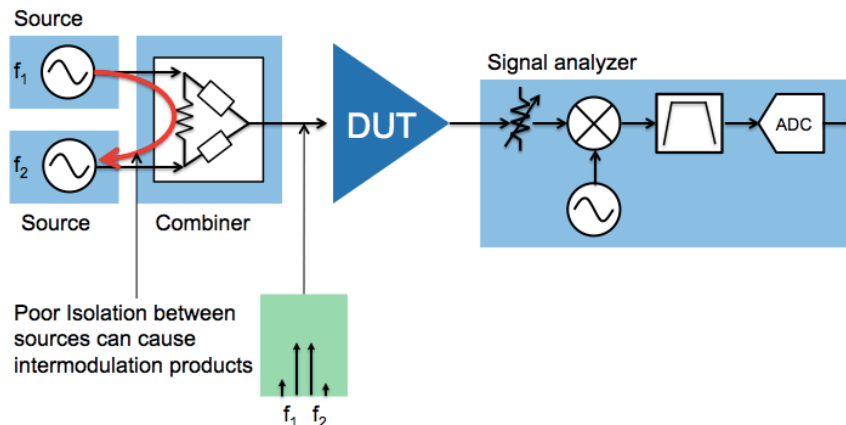 Source
f1
f2
Source
Combiner
DUT
Signal analyzer
ADC
Poor Isolation between
sources can cause
intermodulation products
f1 f2